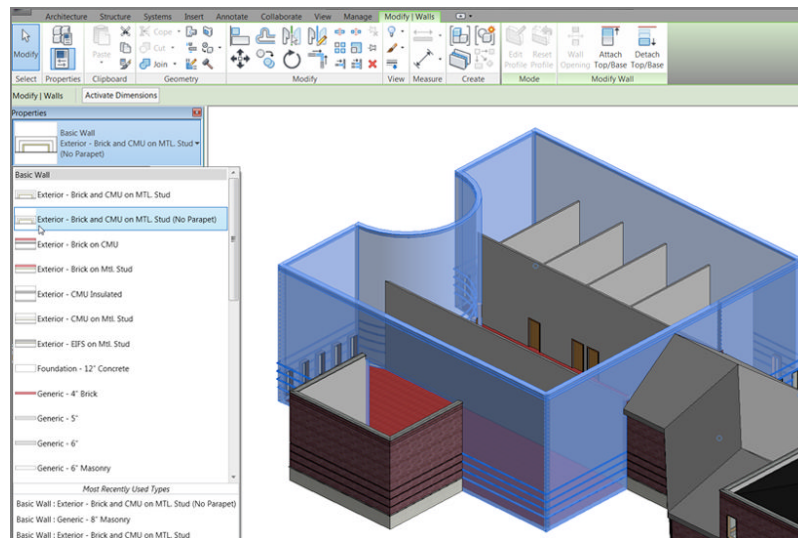 Architecture Structure Systems Insert Annotate Collaborate View Manage Modify | Walls
Modify
Paste
Cope
Cut
Join
Edit Profile
Reset Profile
Wall Opening
Attach Top/Base
Detach Top/Base
Select Properties Clipboard Geometry Modify View Measure Create Mode Modify Wall
Modify | Walls Activate Dimensions
Properties
Basic Wall
Exterior - Brick and CMU on MTL. Stud
(No Parapet)
Basic Wall
Exterior - Brick and CMU on MTL. Stud
Exterior - Brick and CMU on MTL. Stud (No Parapet)
Exterior - Brick on CMU
Exterior - Brick on Mtl. Stud
Exterior - CMU Insulated
Exterior - CMU on Mtl. Stud
Exterior - EIFS on Mtl. Stud
Foundation - 12" Concrete
Generic - 4" Brick
Generic - 5"
Generic - 6"
Generic - 6" Masonry
Most Recently Used Types
Basic Wall : Exterior - Brick and CMU on MTL. Stud (No Parapet)
Basic Wall : Generic - 8" Masonry
Basic Wall : Exterior - Brick and CMU on MTL. Stud